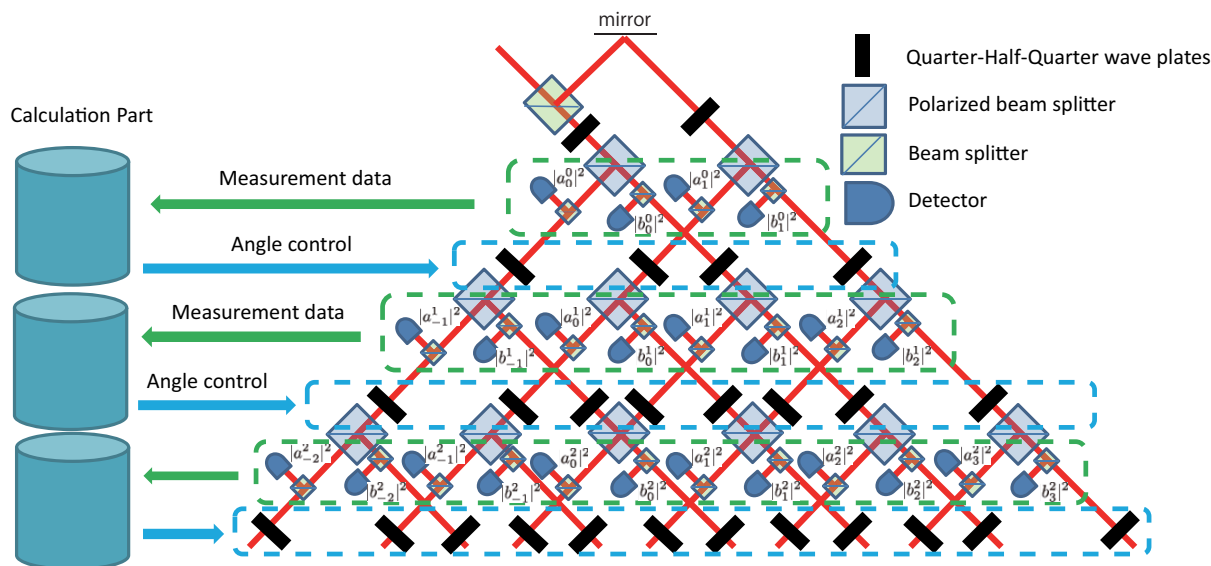 mirror
Quarter-Half-Quarter wave plates
Polarized beam splitter
Beam splitter
Detector
Calculation Part
Measurement data
|a_0^0|^2
|b_0^0|^2
|a_1^0|^2
|b_1^0|^2
Angle control
Measurement data
|a_{-1}^1|^2
|b_{-1}^1|^2
|a_0^1|^2
|b_0^1|^2
|a_1^1|^2
|b_1^1|^2
a_2^1|^2
|b_2^1|^2
Angle control
|a_{-2}^2|^2
|b_{-2}^2|^2
|a_{-1}^2|^2
|b_{-1}^2|^2
|a_0^2|^2
|b_0^2|^2
|a_1^2|^2
|b_1^2|^2
|a_2^2|^2
|b_2^2|^2
|a_3^2|^2
b_3^2|^2